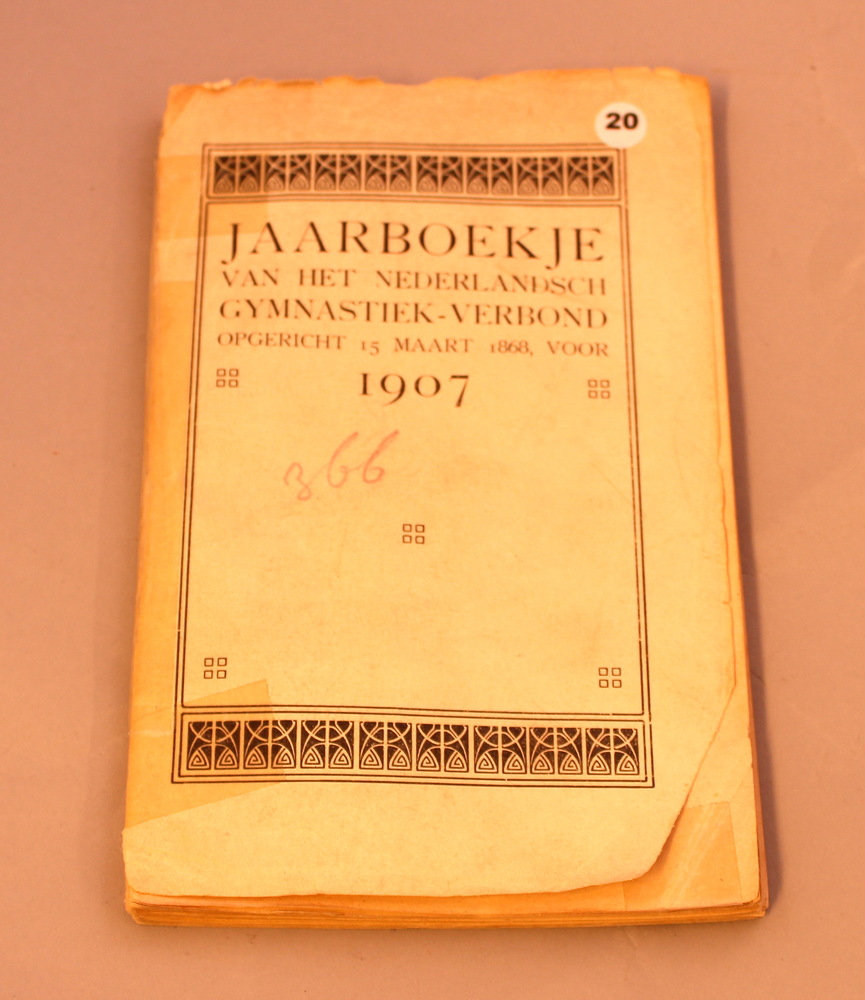 20
JAARBOEKJE
VAN HET NEDERLANDSCH
GYMNASTIEK-VERBOND
OPGERICHT 15 MAART 1868, VOOR
1907
366